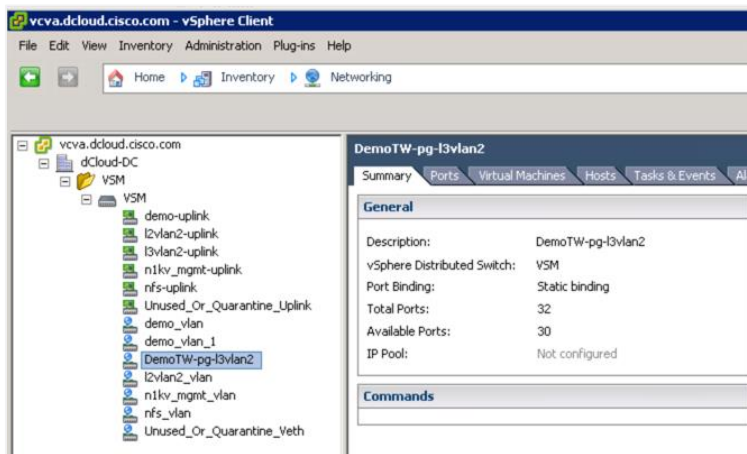 vcva.dcloud.cisco.com - vSphere Client
File Edit View Inventory Administration Plug-ins Help
Home Inventory Networking
vcva.dcloud.cisco.com
dCloud-DC
VSM
VSM
demo-uplink
l2vlan2-uplink
l3vlan2-uplink
n1kv_mgmt-uplink
nfs-uplink
Unused_Or_Quarantine_Uplink
demo_vlan
demo_vlan_1
DemoTW-pg-l3vlan2
l2vlan2_vlan
n1kv_mgmt_vlan
nfs_vlan
Unused_Or_Quarantine_Veth
DemoTW-pg-l3vlan2
Summary Ports Virtual Machines Hosts Tasks & Events Al
General
Description: DemoTW-pg-l3vlan2
vSphere Distributed Switch: VSM
Port Binding: Static binding
Total Ports: 32
Available Ports: 30
IP Pool: Not configured
Commands